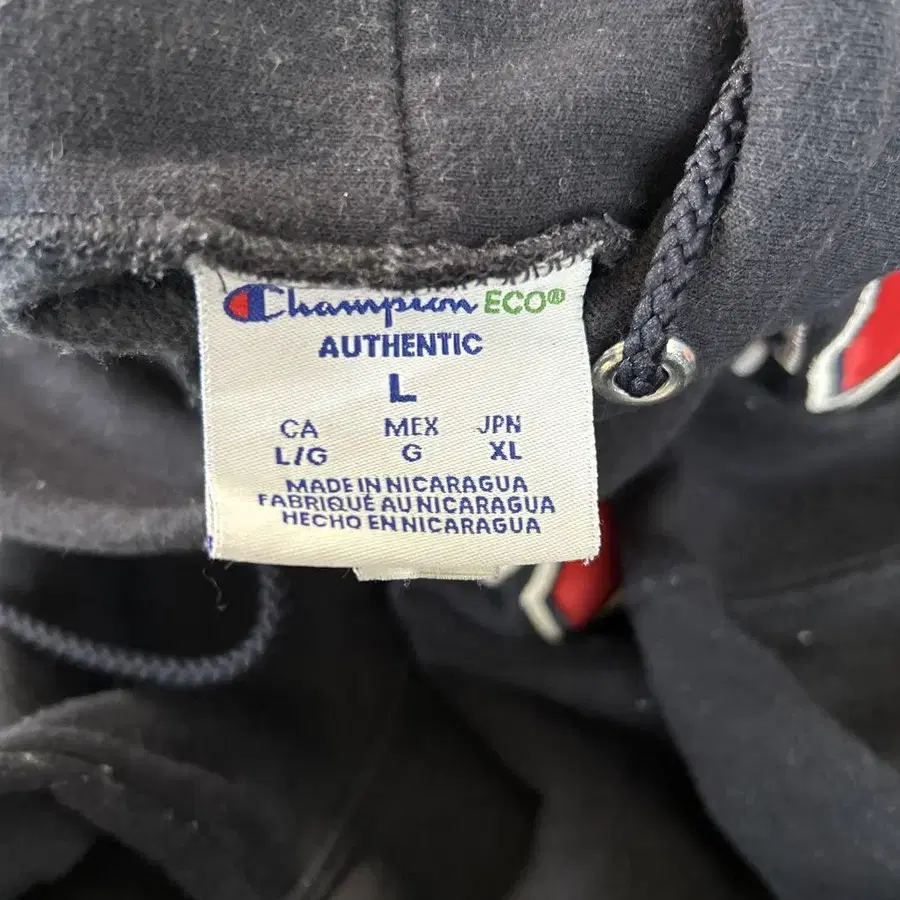 Champion ECO®
AUTHENTIC
L
CA MEX JPN
L/G G XL
MADE IN NICARAGUA
FABRIQUÉ AU NICARAGUA
HECHO EN NICARAGUA